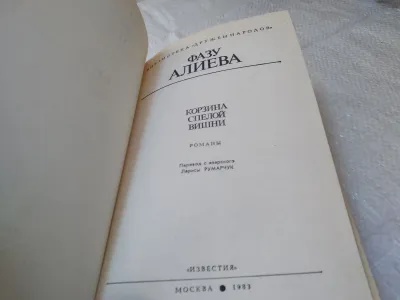 БИБЛИОТЕКА «ДРУЖБЫ НАРОДОВ»
ФАЗУ
АЛИЕВА
КОРЗИНА
СПЕЛОЙ
ВИШНИ
РОМАНЫ
Перевод с аварского
Ларисы РУМАРЧУК
«ИЗВЕСТИЯ»
МОСКВА ● 1983